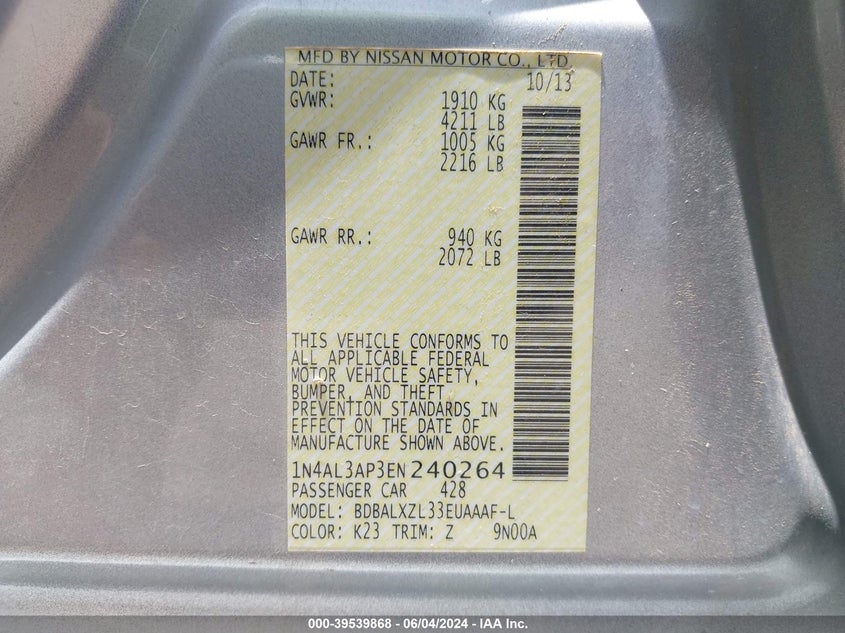 MFD BY NISSAN MOTOR CO., LTD.
DATE: 10/13
GVWR: 1910 KG
4211 LB
GAWR FR.: 1005 KG
2216 LB
GAWR RR.: 940 KG
2072 LB
THIS VEHICLE CONFORMS TO
ALL APPLICABLE FEDERAL
MOTOR VEHICLE SAFETY,
BUMPER, AND THEFT
PREVENTION STANDARDS IN
EFFECT ON THE DATE OF
MANUFACTURE SHOWN ABOVE.
1N4AL3AP3EN240264
PASSENGER CAR 428
MODEL: BDBALXZL33EUAAAF-L
COLOR: K23 TRIM: Z 9N00A
000-39539868 - 06/04/2024 - IAA Inc.